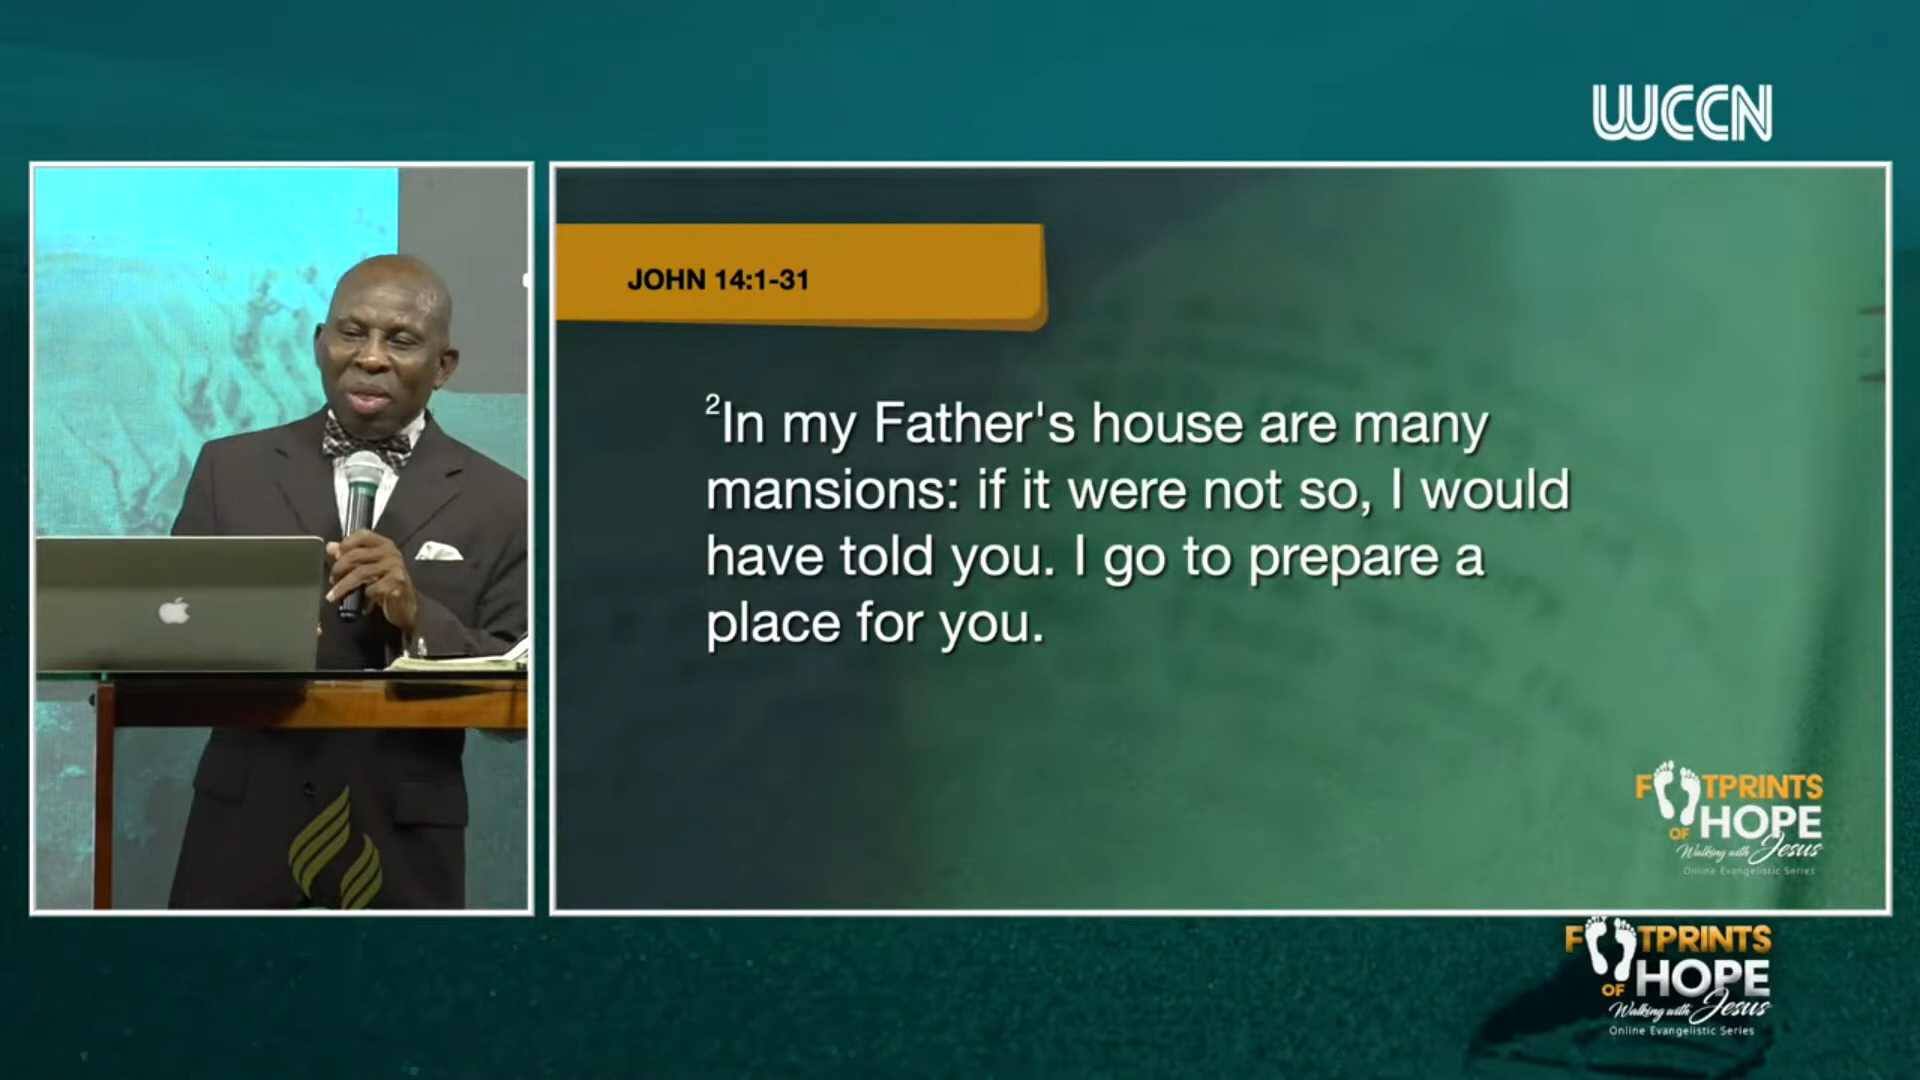 WCCN
JOHN 14:1-31
²In my Father's house are many
mansions: if it were not so, I would
have told you. I go to prepare a
place for you.
FOOTPRINTS
OF HOPE
Walking with Jesus
Online Evangelistic Series
FOOTPRINTS
OF HOPE
Walking with Jesus
Online Evangelistic Series